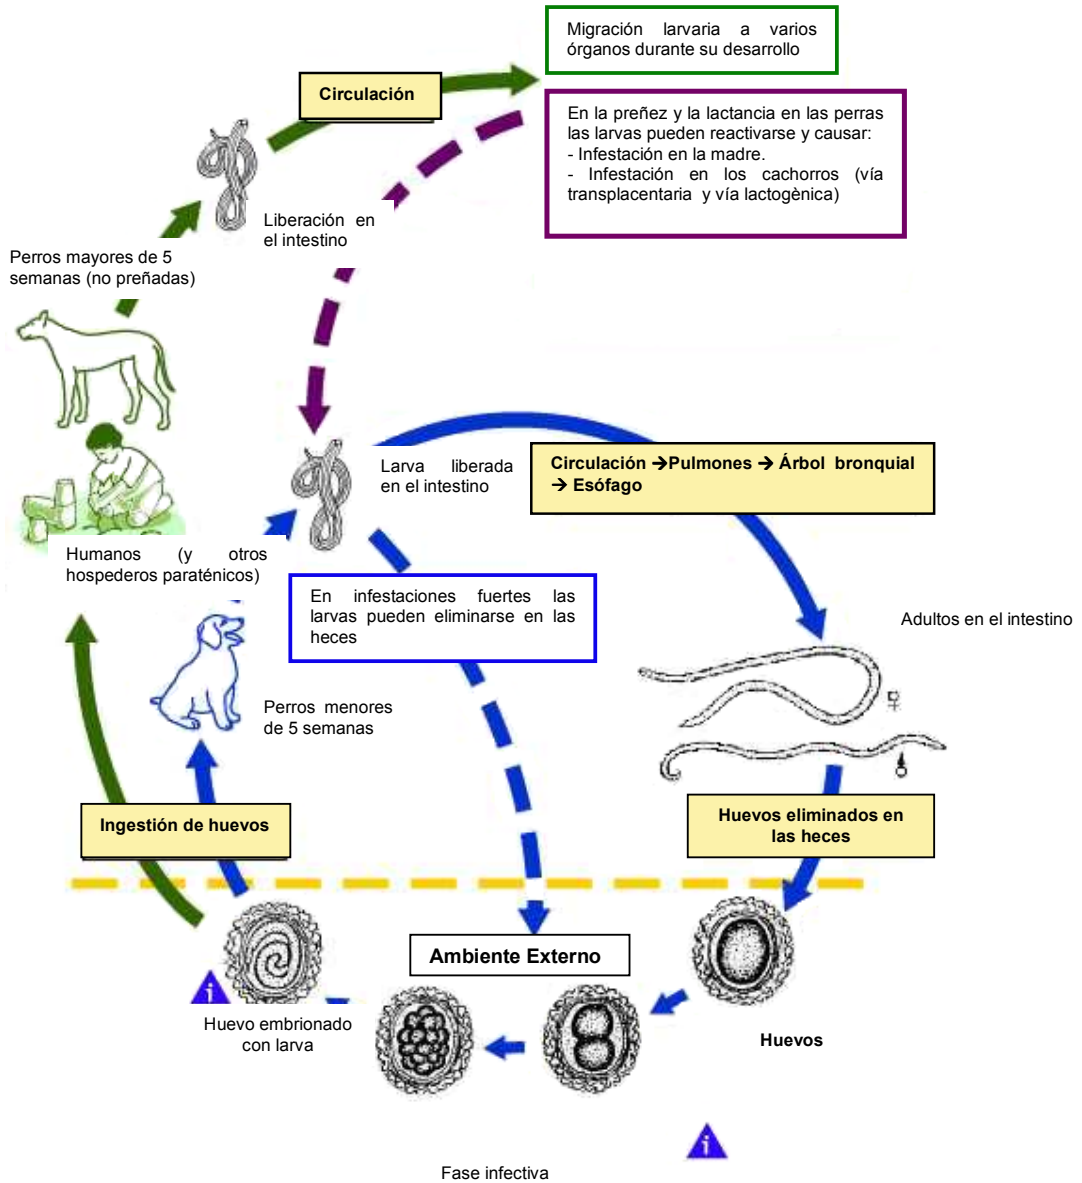 Migración larvaria a varios
órganos durante su desarrollo
Circulación
En la preñez y la lactancia en las perras
las larvas pueden reactivarse y causar:
- Infestación en la madre.
- Infestación en los cachorros (vía
transplacentaria y vía lactogènica)
Liberación en
el intestino
Perros mayores de 5
semanas (no preñadas)
Larva liberada
en el intestino
Circulación →Pulmones → Árbol bronquial
→ Esófago
Humanos (y otros
hospederos paraténicos)
En infestaciones fuertes las
larvas pueden eliminarse en las
heces
Adultos en el intestino
♀
Perros menores
de 5 semanas
♂
Ingestión de huevos
Huevos eliminados en
las heces
Ambiente Externo
i
Huevo embrionado
con larva
Huevos
i
Fase infectiva